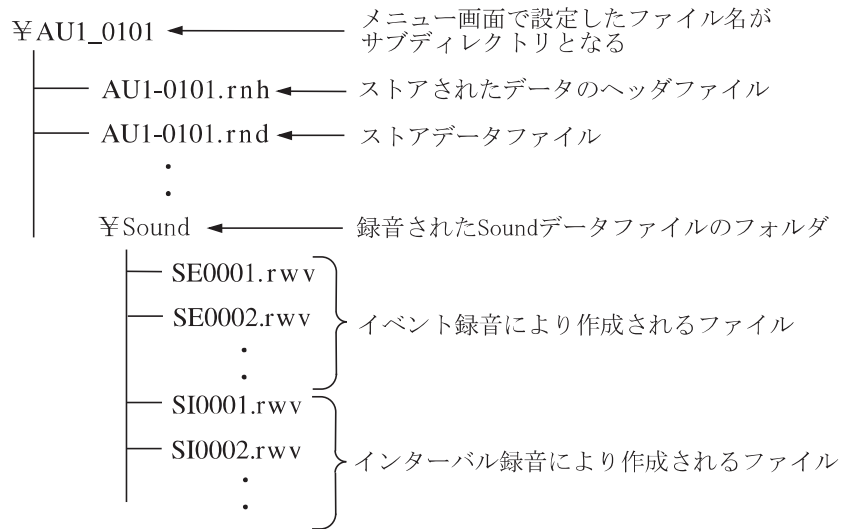 ¥AU1_0101
メニュー画面で設定したファイル名が
サブディレクトリとなる
AU1-0101.rnh
ストアされたデータのヘッダファイル
AU1-0101.rnd
ストアデータファイル
¥Sound
録音されたSoundデータファイルのフォルダ
SE0001.rwv
SE0002.rwv
イベント録音により作成されるファイル
SI0001.rwv
SI0002.rwv
インターバル録音により作成されるファイル